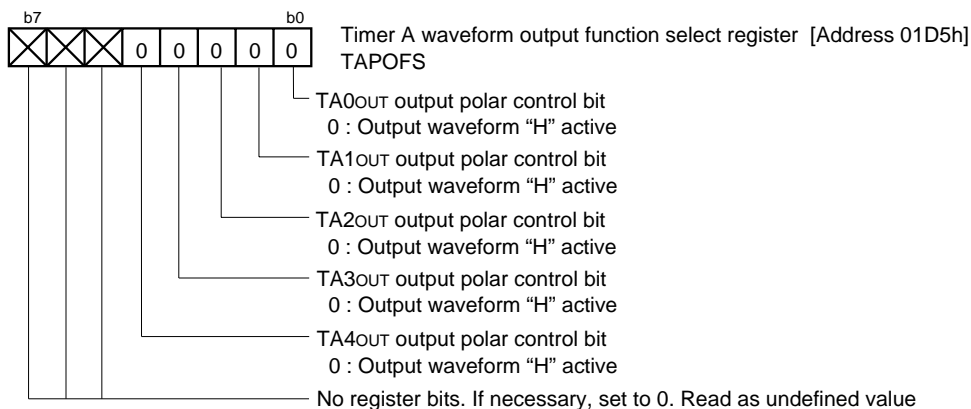 b7 b0
0 0 0 0 0
Timer A waveform output function select register [Address 01D5h]
TAPOFS
TA0OUT output polar control bit
0 : Output waveform “H” active
TA1OUT output polar control bit
0 : Output waveform “H” active
TA2OUT output polar control bit
0 : Output waveform “H” active
TA3OUT output polar control bit
0 : Output waveform “H” active
TA4OUT output polar control bit
0 : Output waveform “H” active
No register bits. If necessary, set to 0. Read as undefined value